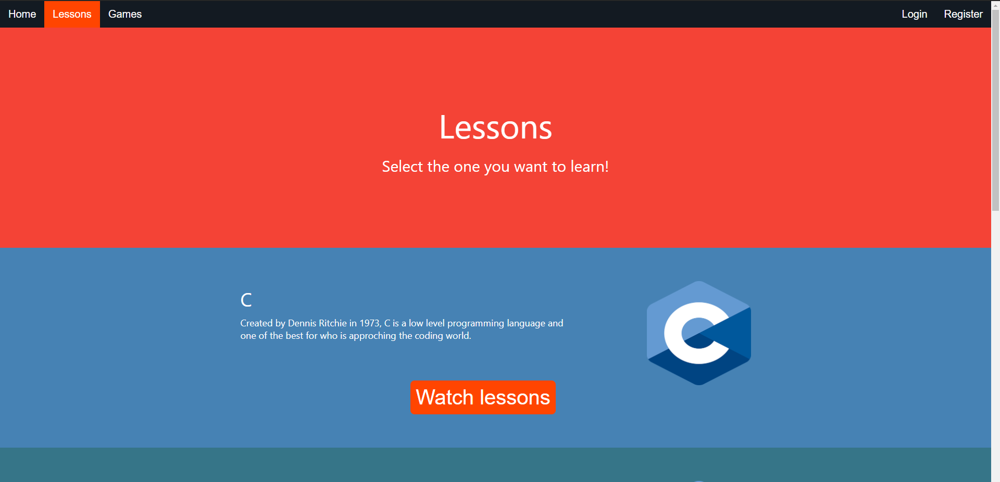 Home Lessons Games Login Register
Lessons
Select the one you want to learn!
C
Created by Dennis Ritchie in 1973, C is a low level programming language and
one of the best for who is approching the coding world.
C
Watch lessons